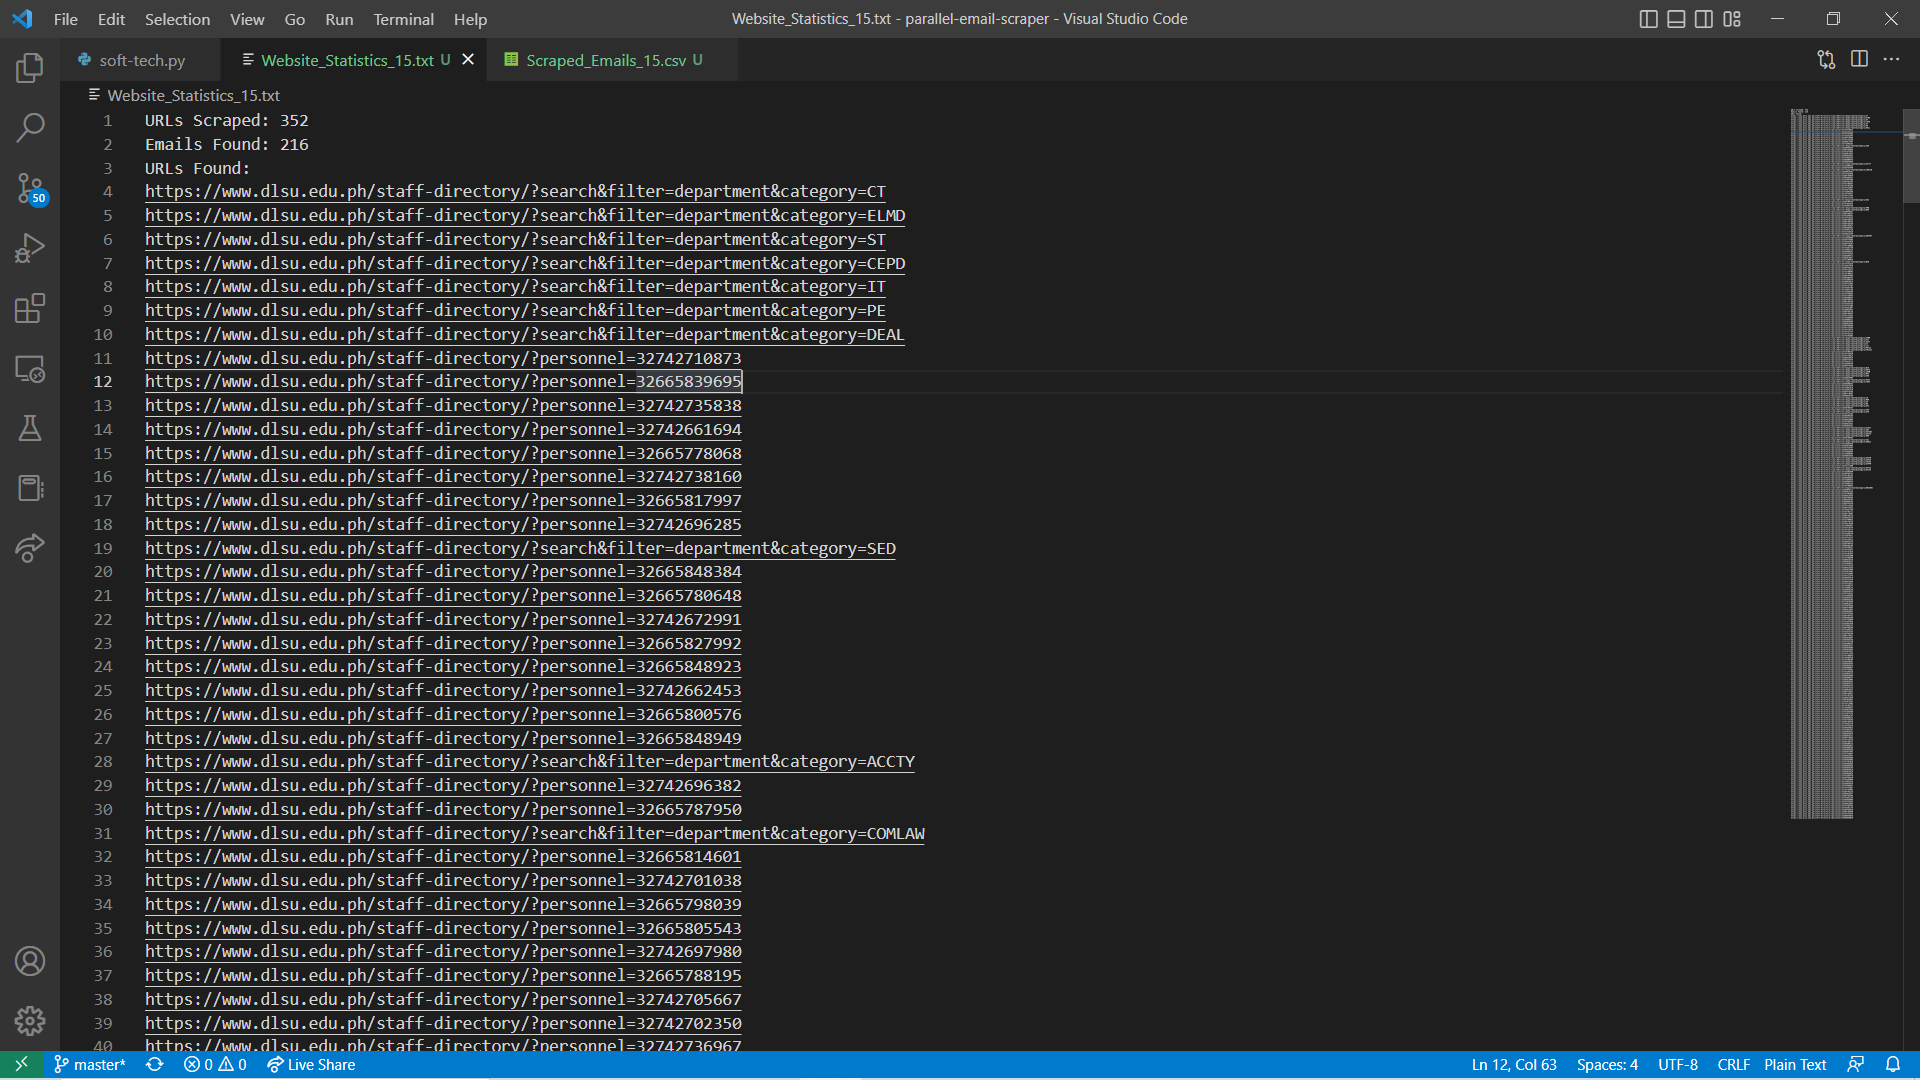 File Edit Selection View Go Run Terminal Help
Website_Statistics_15.txt - parallel-email-scraper - Visual Studio Code
soft-tech.py
Website_Statistics_15.txt U
Scraped_Emails_15.csv U
Website_Statistics_15.txt
1 URLs Scraped: 352
2 Emails Found: 216
3 URLs Found:
4 https://www.dlsu.edu.ph/staff-directory/?search&filter=department&category=CT
5 https://www.dlsu.edu.ph/staff-directory/?search&filter=department&category=ELMD
6 https://www.dlsu.edu.ph/staff-directory/?search&filter=department&category=ST
7 https://www.dlsu.edu.ph/staff-directory/?search&filter=department&category=CEPD
8 https://www.dlsu.edu.ph/staff-directory/?search&filter=department&category=IT
9 https://www.dlsu.edu.ph/staff-directory/?search&filter=department&category=PE
10 https://www.dlsu.edu.ph/staff-directory/?search&filter=department&category=DEAL
11 https://www.dlsu.edu.ph/staff-directory/?personnel=32742710873
12 https://www.dlsu.edu.ph/staff-directory/?personnel=32665839695
13 https://www.dlsu.edu.ph/staff-directory/?personnel=32742735838
14 https://www.dlsu.edu.ph/staff-directory/?personnel=32742661694
15 https://www.dlsu.edu.ph/staff-directory/?personnel=32665778068
16 https://www.dlsu.edu.ph/staff-directory/?personnel=32742738160
17 https://www.dlsu.edu.ph/staff-directory/?personnel=32665817997
18 https://www.dlsu.edu.ph/staff-directory/?personnel=32742696285
19 https://www.dlsu.edu.ph/staff-directory/?search&filter=department&category=SED
20 https://www.dlsu.edu.ph/staff-directory/?personnel=32665848384
21 https://www.dlsu.edu.ph/staff-directory/?personnel=32665780648
22 https://www.dlsu.edu.ph/staff-directory/?personnel=32742672991
23 https://www.dlsu.edu.ph/staff-directory/?personnel=32665827992
24 https://www.dlsu.edu.ph/staff-directory/?personnel=32665848923
25 https://www.dlsu.edu.ph/staff-directory/?personnel=32742662453
26 https://www.dlsu.edu.ph/staff-directory/?personnel=32665800576
27 https://www.dlsu.edu.ph/staff-directory/?personnel=32665848949
28 https://www.dlsu.edu.ph/staff-directory/?search&filter=department&category=ACCTY
29 https://www.dlsu.edu.ph/staff-directory/?personnel=32742696382
30 https://www.dlsu.edu.ph/staff-directory/?personnel=32665787950
31 https://www.dlsu.edu.ph/staff-directory/?search&filter=department&category=COMLAW
32 https://www.dlsu.edu.ph/staff-directory/?personnel=32665814601
33 https://www.dlsu.edu.ph/staff-directory/?personnel=32742701038
34 https://www.dlsu.edu.ph/staff-directory/?personnel=32665798039
35 https://www.dlsu.edu.ph/staff-directory/?personnel=32665805543
36 https://www.dlsu.edu.ph/staff-directory/?personnel=32742697980
37 https://www.dlsu.edu.ph/staff-directory/?personnel=32665788195
38 https://www.dlsu.edu.ph/staff-directory/?personnel=32742705667
39 https://www.dlsu.edu.ph/staff-directory/?personnel=32742702350
40 https://www.dlsu.edu.ph/staff-directory/?personnel=32742736967
50
master* 0 0 Live Share
Ln 12, Col 63 Spaces: 4 UTF-8 CRLF Plain Text